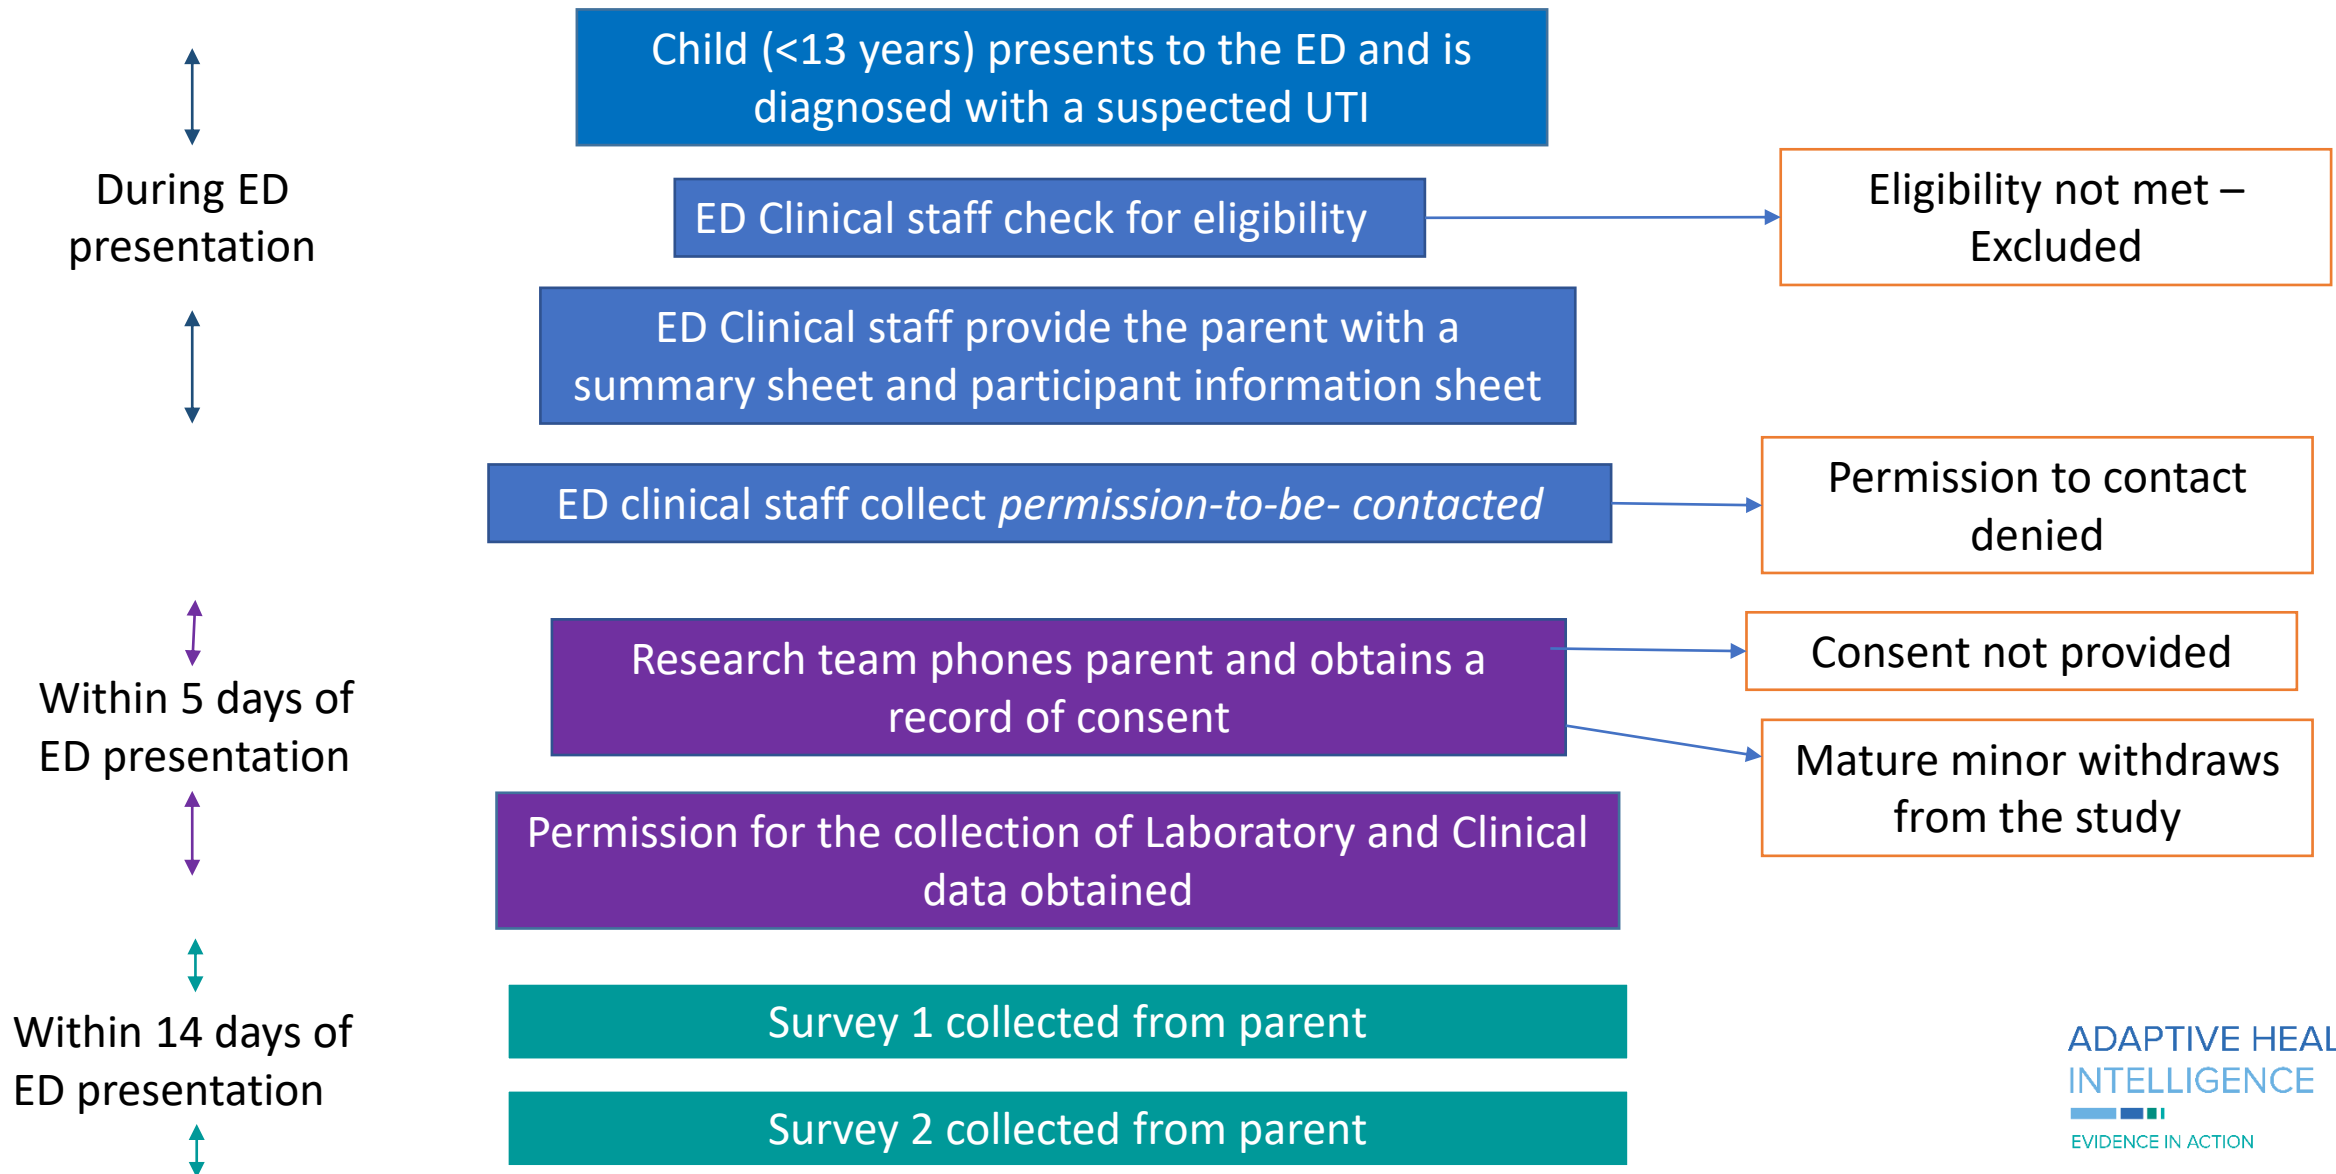 Child (<13 years) presents to the ED and is
diagnosed with a suspected UTI
During ED
presentation
ED Clinical staff check for eligibility
Eligibility not met –
Excluded
ED Clinical staff provide the parent with a
summary sheet and participant information sheet
ED clinical staff collect permission-to-be- contacted
Permission to contact
denied
Within 5 days of
ED presentation
Research team phones parent and obtains a
record of consent
Consent not provided
Mature minor withdraws
from the study
Permission for the collection of Laboratory and Clinical
data obtained
Within 14 days of
ED presentation
Survey 1 collected from parent
Survey 2 collected from parent
ADAPTIVE HEAL
INTELLIGENCE
EVIDENCE IN ACTION